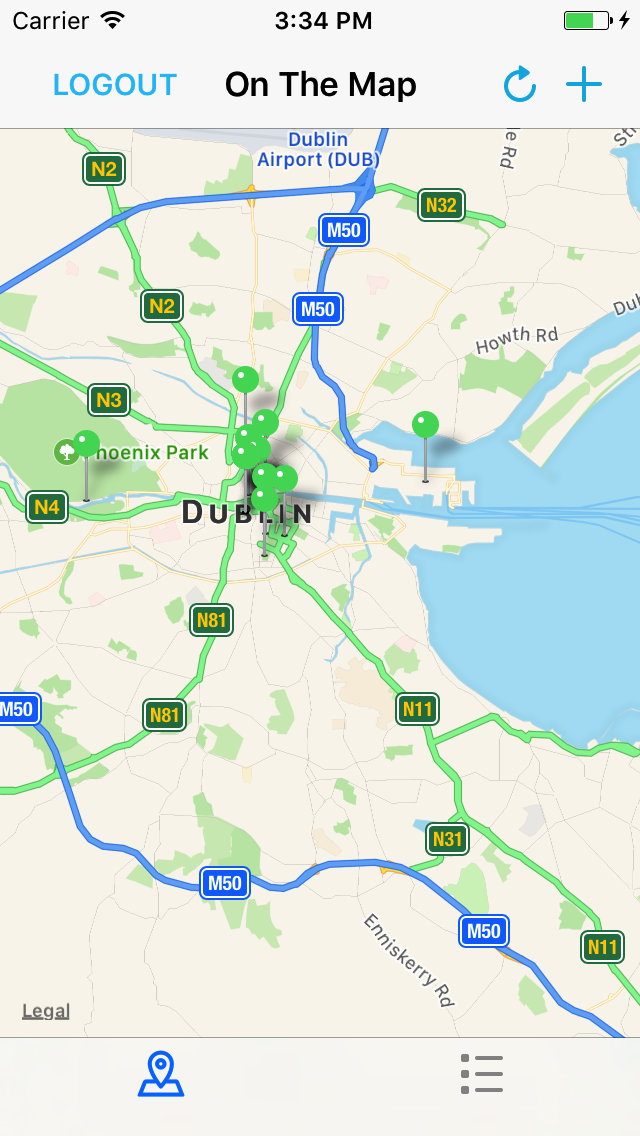 Carrier 3:34 PM
LOGOUT On The Map
Dublin
Airport (DUB)
N2
N32
M50
N2
M50
Howth Rd
N3
hoenix Park
N4
DUBLIN
N81
M50
N81
N11
N31
M50
M50
Enniskerry Rd
N11
Legal